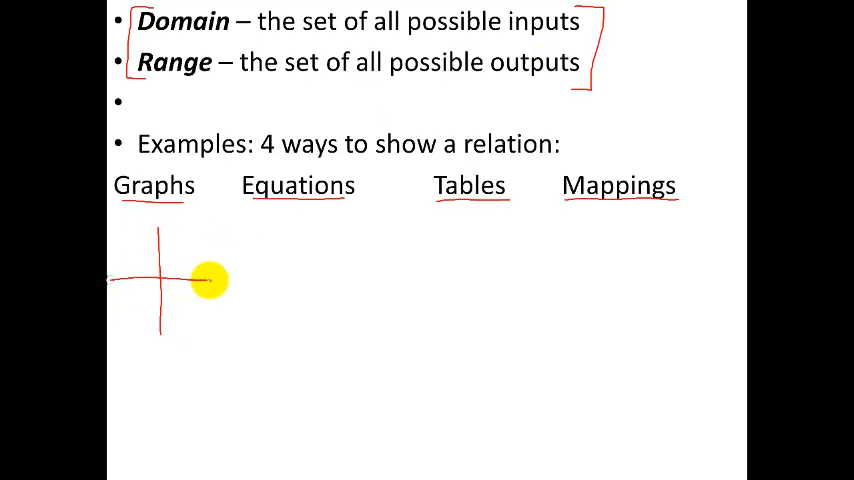 • Domain – the set of all possible inputs
• Range – the set of all possible outputs
•
• Examples: 4 ways to show a relation:
Graphs Equations Tables Mappings